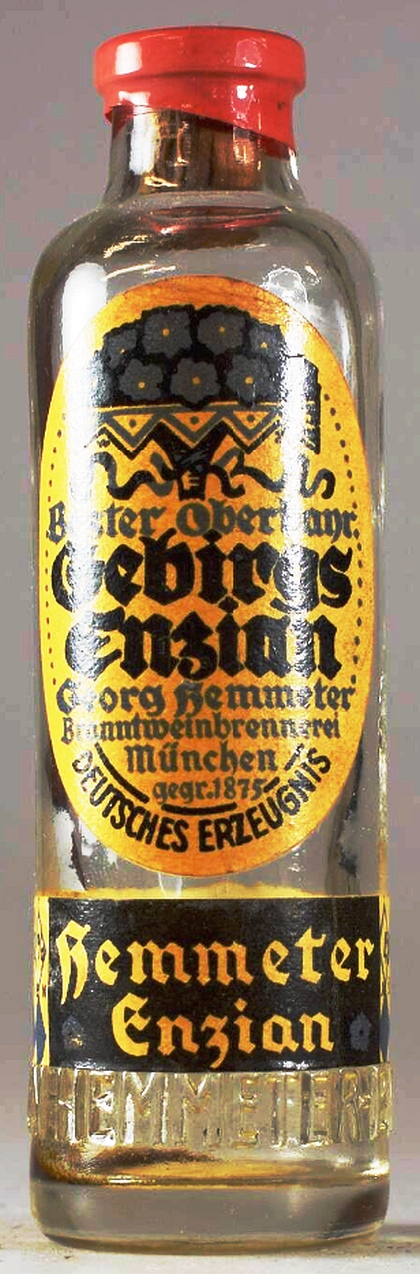 Bester Oberbayr.
Gebirgs
Enzian
Georg Hemmeter
Branntweinbrennerei
München
gegr. 1875
DEUTSCHES ERZEUGNIS
Hemmeter
Enzian
HEMMETER